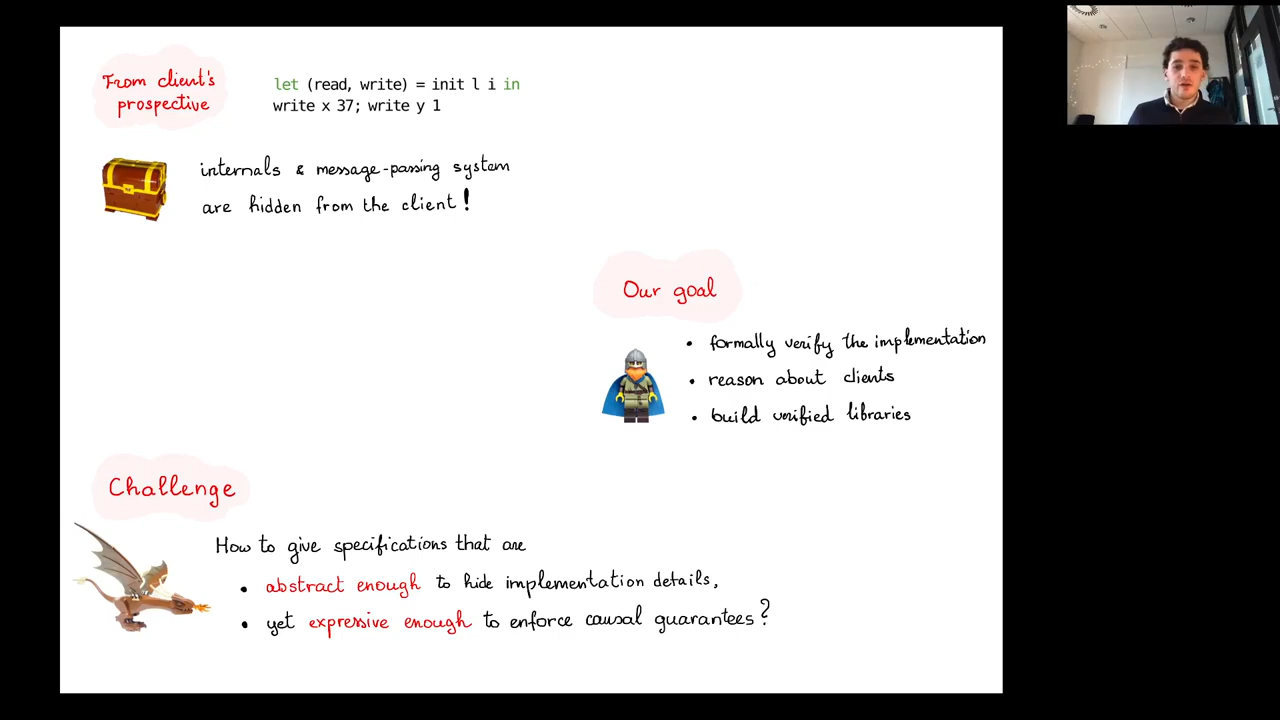 From client's
prospective
let (read, write) = init l i in
write x 37; write y 1
internals & message-passing system
are hidden from the client!
Our goal
• formally verify the implementation
• reason about clients
• build verified libraries
Challenge
How to give specifications that are
• abstract enough to hide implementation details,
• yet expressive enough to enforce causal guarantees?